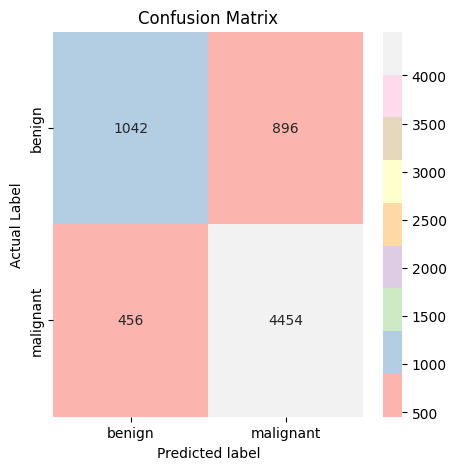 Confusion Matrix
Actual Label
benign
malignant
1042 896
456 4454
benign malignant
Predicted label
4000
3500
3000
2500
2000
1500
1000
500